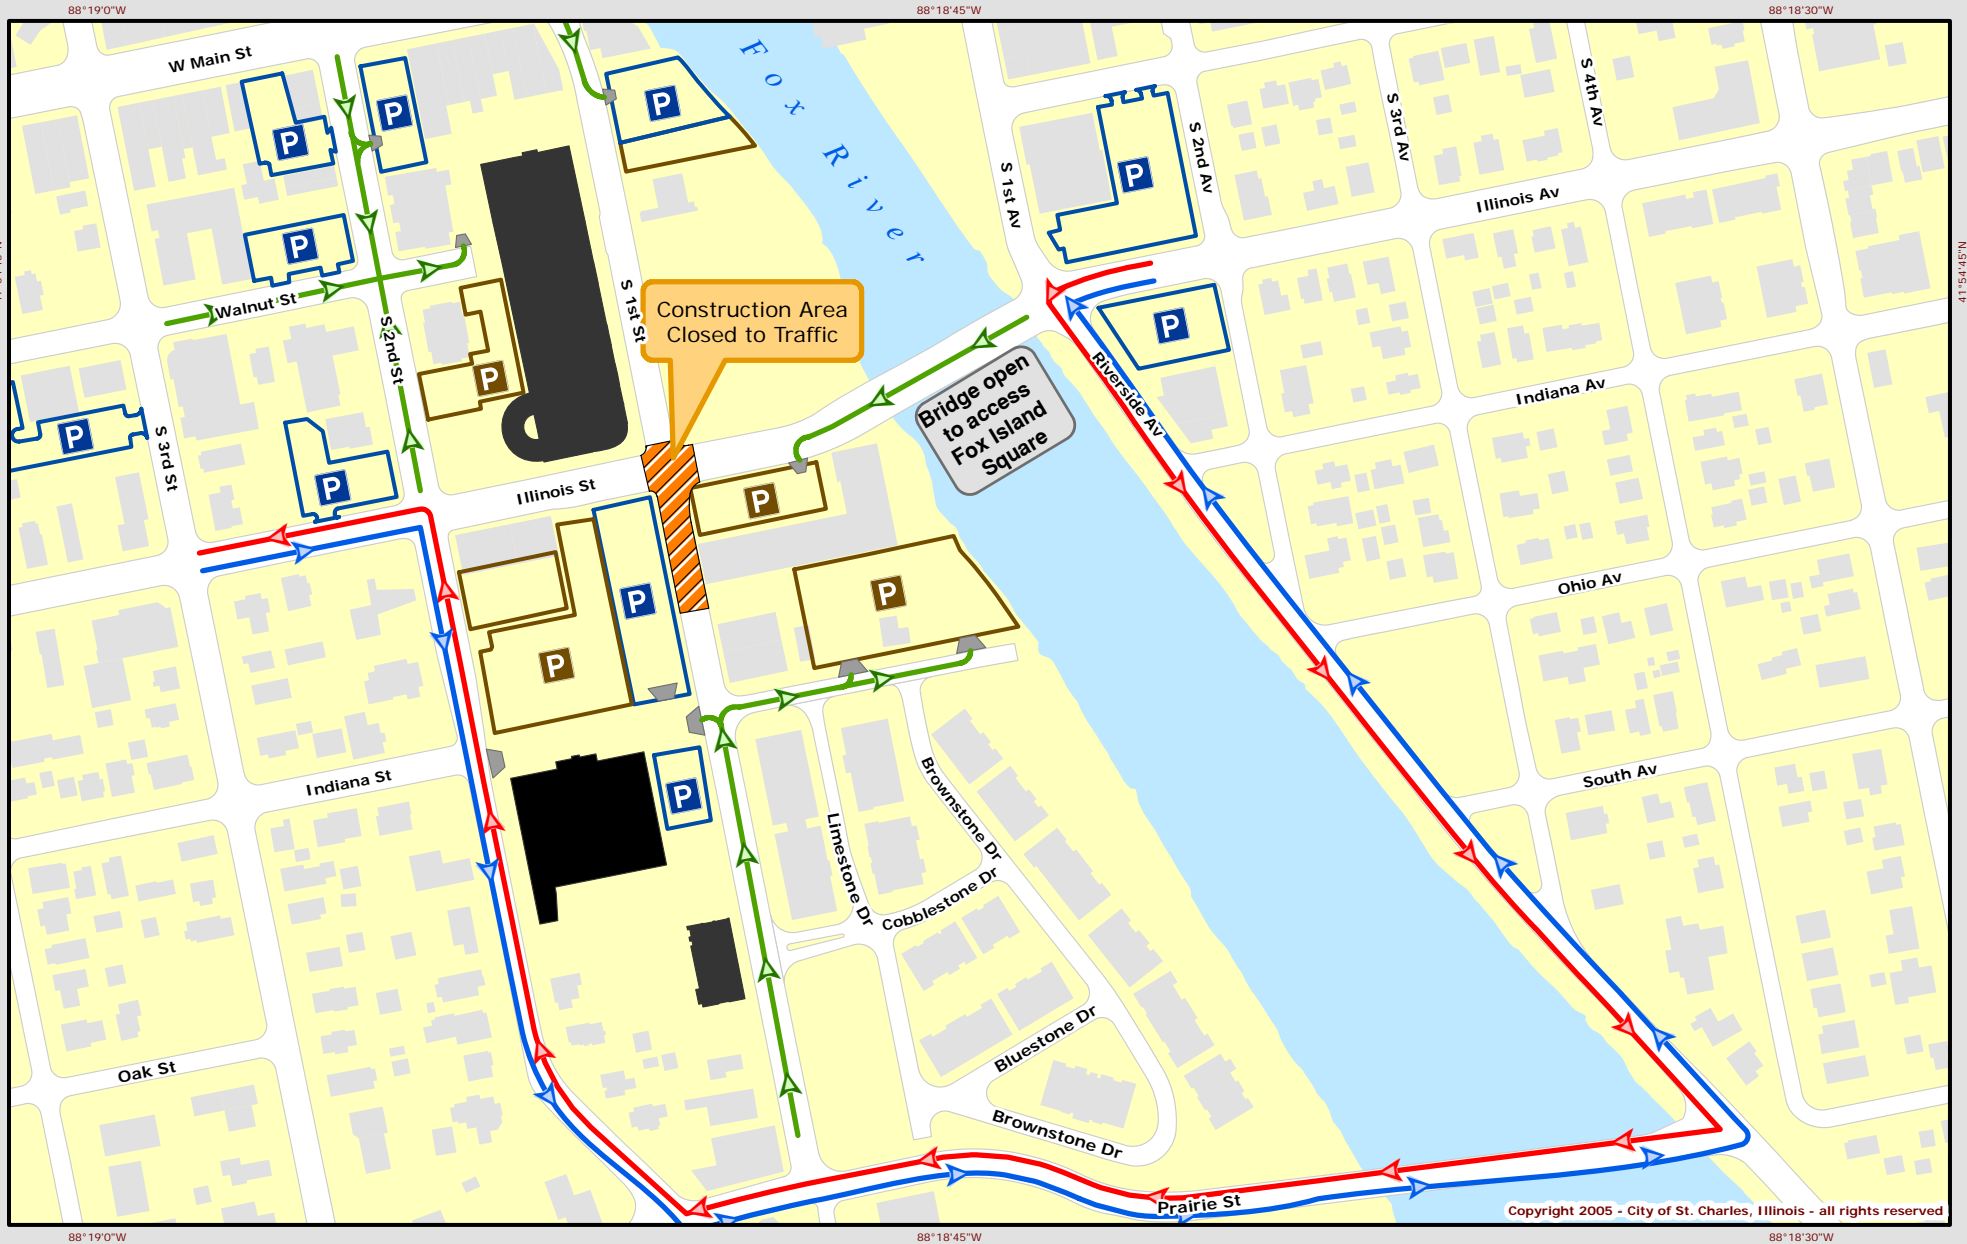 88°19'0"W
88°18'45"W
88°18'30"W
W Main St
Fox River
P
P
P
P
P
P
S 1st Av
S 2nd Av
S 3rd Av
S 4th Av
Illinois Av
Walnut St
S 2nd St
S 1st St
Construction Area
Closed to Traffic
41°54'45"N
P
P
Riverside Av
Bridge open
to access
Fox Island
Square
Indiana Av
P
S 3rd St
P
Illinois St
P
P
P
P
Ohio Av
P
Indiana St
P
South Av
Brownstone Dr
Limestone Dr
Cobblestone Dr
Bluestone Dr
Oak St
Brownstone Dr
Prairie St
Copyright 2005 - City of St. Charles, Illinois - all rights reserved
88°19'0"W
88°18'45"W
88°18'30"W